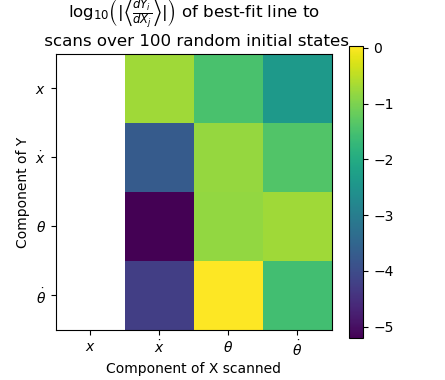 log₁₀(|⟨dYᵢ/dXⱼ⟩|) of best-fit line to
scans over 100 random initial states
Component of Y
x
ẋ
θ
θ̇
x
ẋ
θ
θ̇
Component of X scanned
0
−1
−2
−3
−4
−5